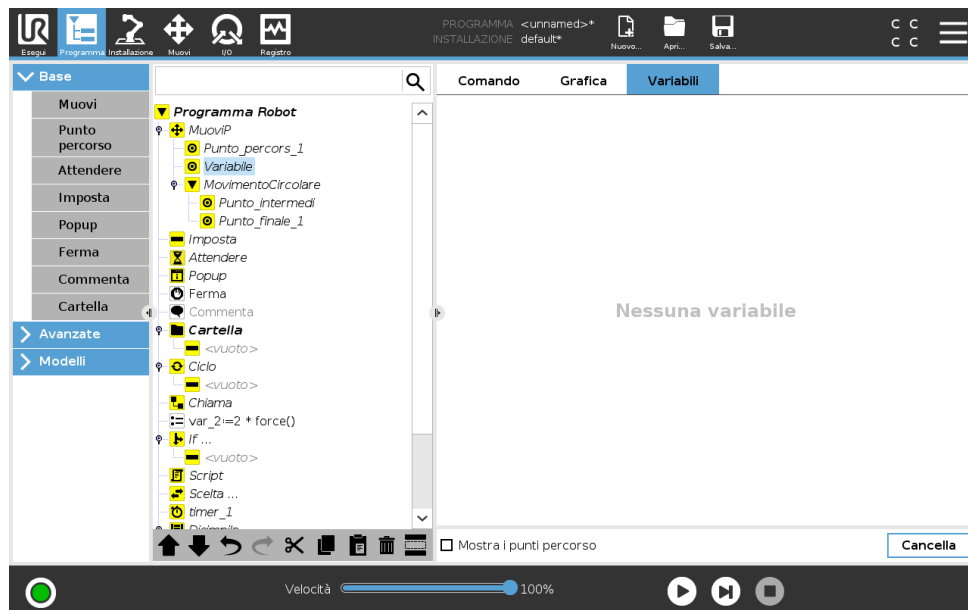 PROGRAMMA <unnamed>*
INSTALLAZIONE default*
Esegui
Programma
Installazione
Muovi
I/O
Registro
Nuovo...
Apri...
Salva...
C C
C C
Base
Muovi
Punto
percorso
Attendere
Imposta
Popup
Ferma
Commenta
Cartella
Avanzate
Modelli
Programma Robot
MuoviP
Punto_percors_1
Variabile
MovimentoCircolare
Punto_intermedi
Punto_finale_1
Imposta
Attendere
Popup
Ferma
Commenta
Cartella
<vuoto>
Ciclo
<vuoto>
Chiama
var_2:=2 * force()
If ...
<vuoto>
Script
Scelta ...
timer_1
Comando
Grafica
Variabili
Nessuna variabile
Mostra i punti percorso
Cancella
Velocità
100%